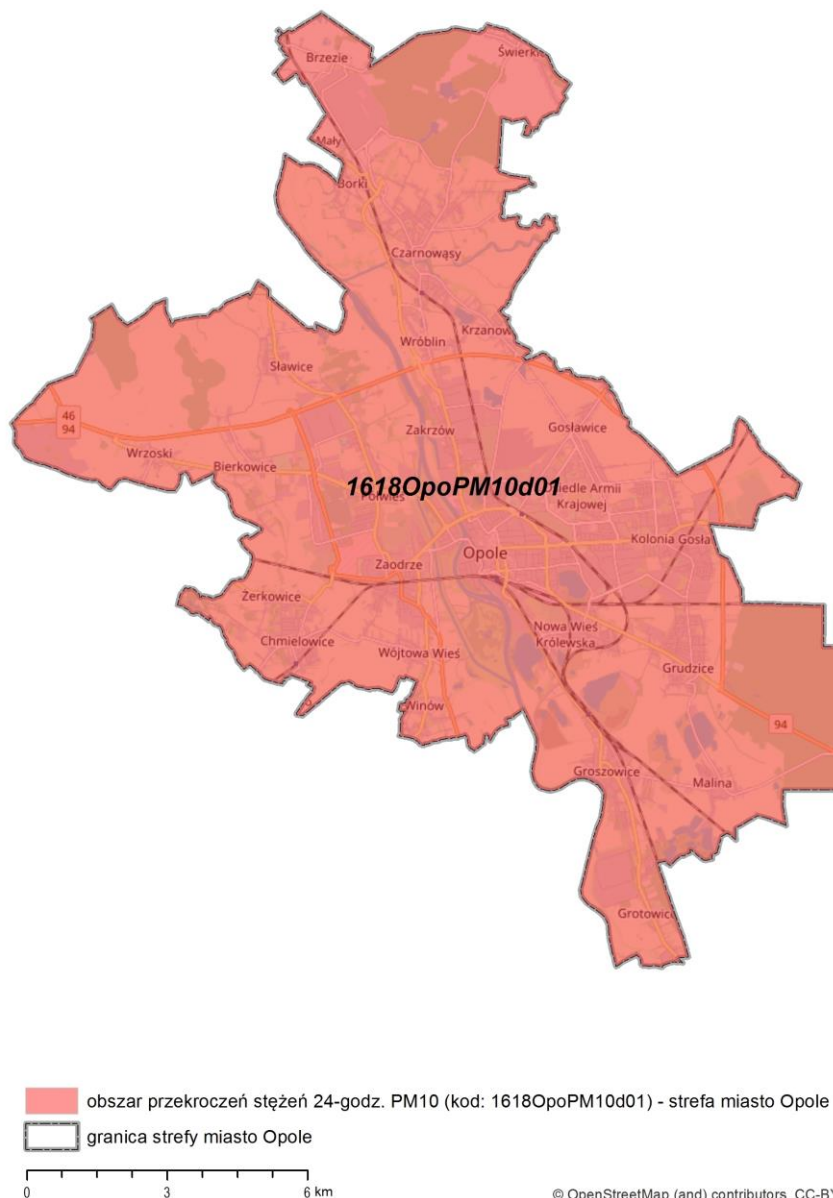 Brzezie
Świerkl
Mały
Borki
Czarnowąsy
Krzanow
Wróblin
Sławice
46
94
Zakrzów
Gosławice
Wrzoski
Bierkowice
1618OpoPM10d01
Półwieś
Osiedle Armii
Krajowej
Kolonia Gosła
Opole
Zaodrze
Żerkowice
Nowa Wieś
Królewska
Chmielowice
Wójtowa Wieś
Grudzice
Winów
94
Groszowice
Malina
Grotowice
obszar przekroczeń stężeń 24-godz. PM10 (kod: 1618OpoPM10d01) - strefa miasto Opole
granica strefy miasto Opole
0 3 6 km
© OpenStreetMap (and) contributors, CC-BY